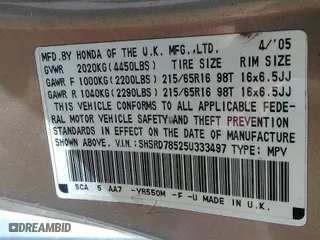 MFD.BY HONDA OF THE U.K. MFG.,LTD. 4/'05
GVWR 2020KG(4450LBS) TIRE SIZE RIM SIZE
GAWR F 1000KG(2200LBS) 215/65R16 98T 16x6.5JJ
GAWR R 1040KG(2290LBS) 215/65R16 98T 16x6.5JJ
THIS VEHICLE CONFORMS TO ALL APPLICABLE FEDE-
RAL MOTOR VEHICLE SAFETY AND THEFT PREVENTION
STANDARDS IN EFFECT ON THE DATE OF MANUFACTURE
SHOWN ABOVE. V.I.N: SHSRD78525U333497 TYPE: MPV
SCA 5 AA7 -YR550M -F -U MADE IN U.K.